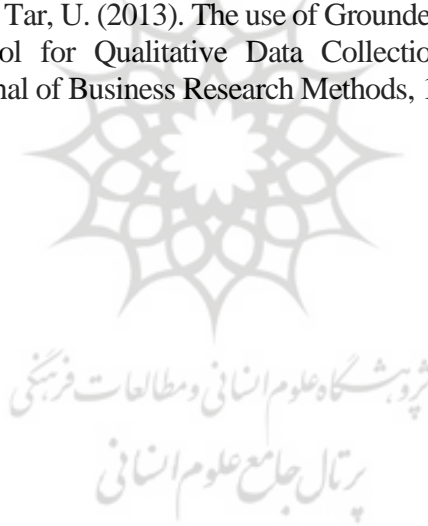 Tar, U. (2013). The use of Grounde
ol for Qualitative Data Collectio
nal of Business Research Methods, 1
پژوهشگاه علوم انسانی و مطالعات فرهنگی
پرتال جامع علوم انسانی